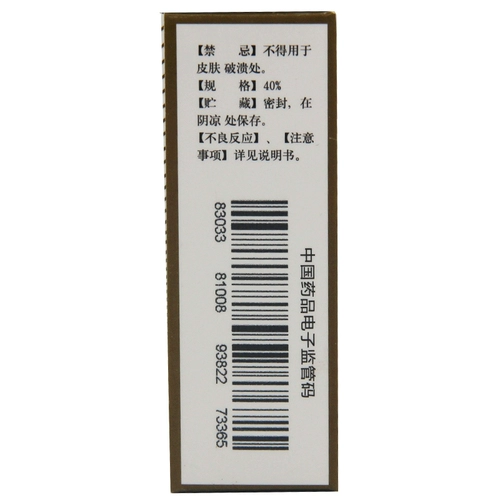 【禁　忌】不得用于
皮肤 破溃处。
【规　格】40%
【贮　藏】密封，在
阴凉 处保存。
【不良反应】、【注意
事项】详见说明书。
83033 81008 93822 73365
中国药品电子监管码